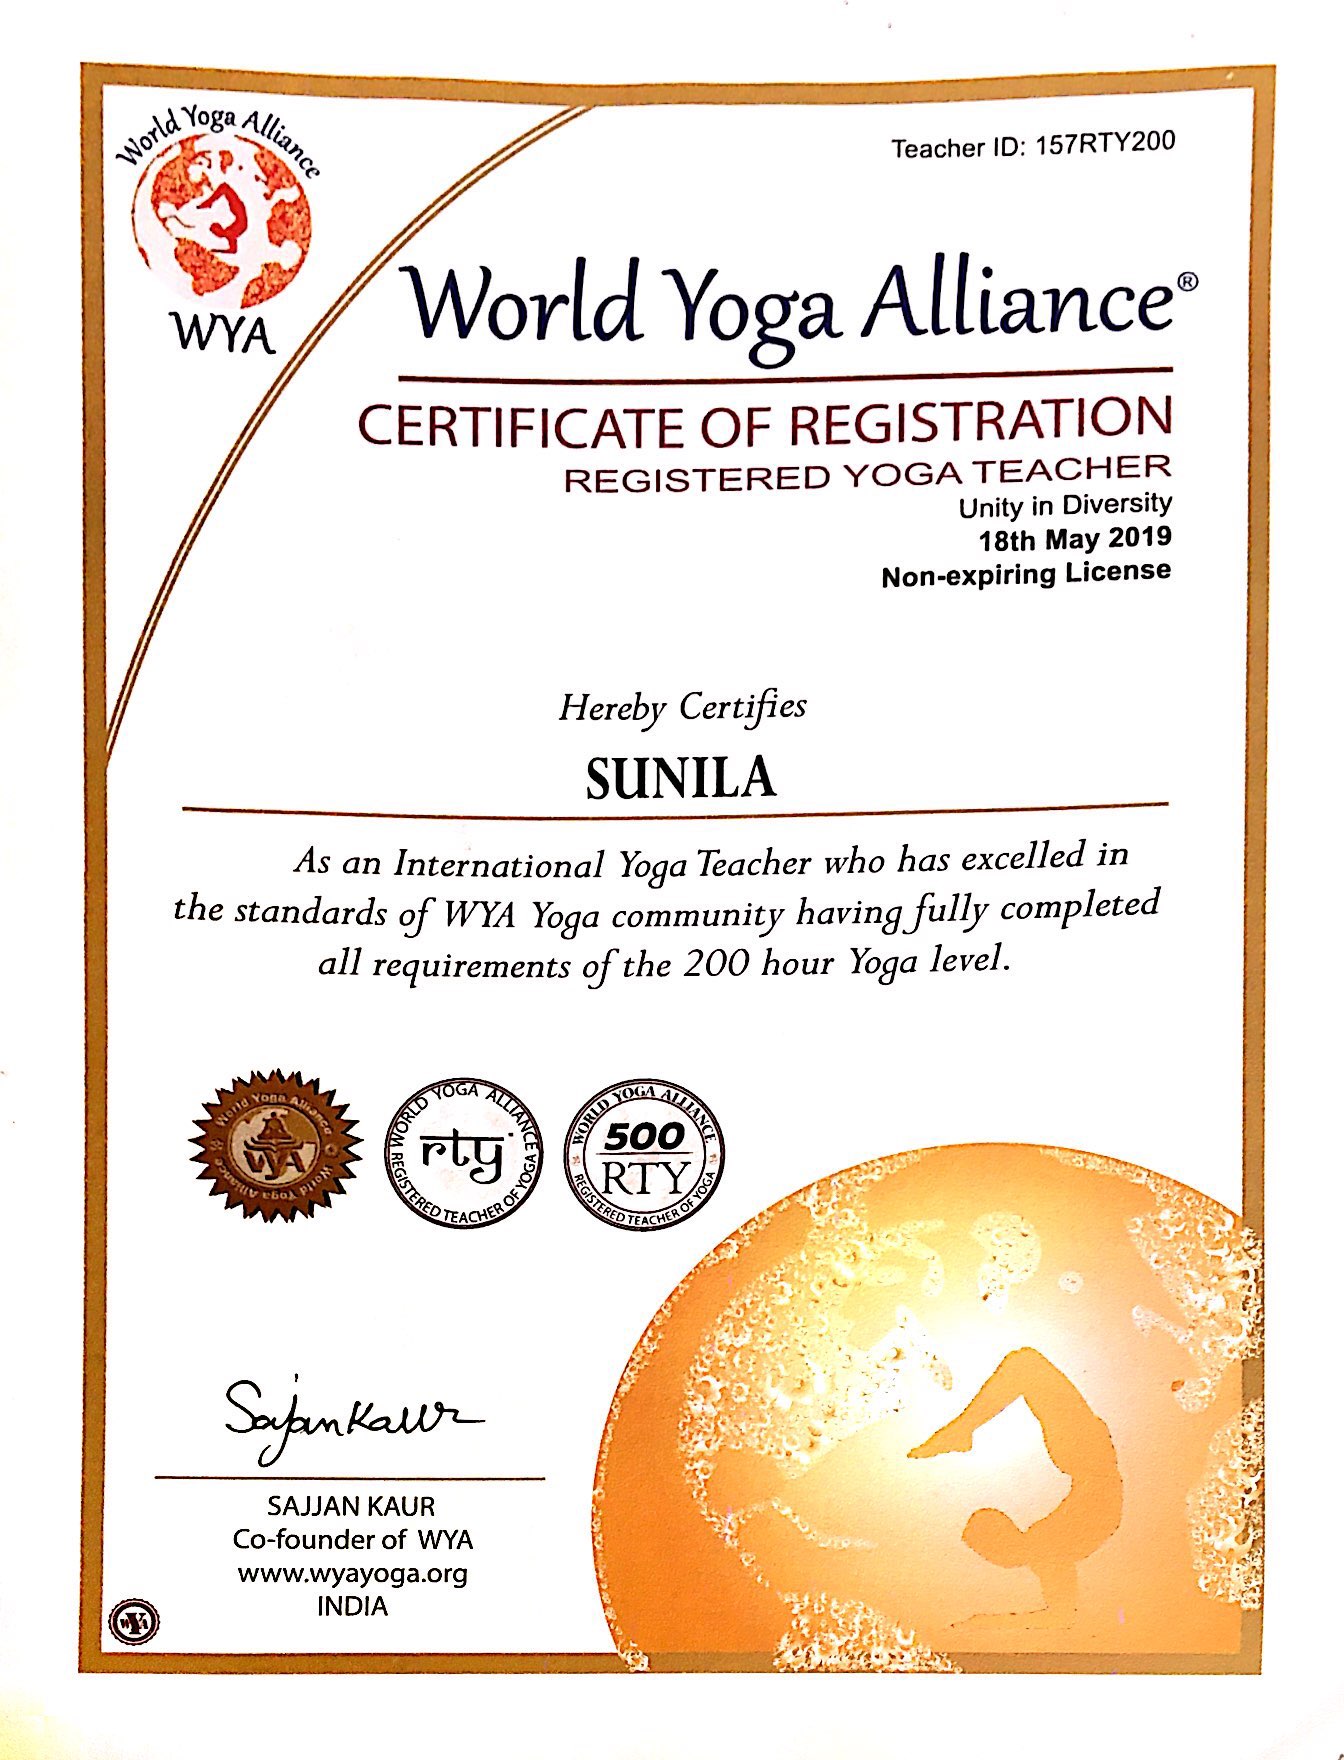 World Yoga Alliance
WYA
Teacher ID: 157RTY200
World Yoga Alliance®
CERTIFICATE OF REGISTRATION
REGISTERED YOGA TEACHER
Unity in Diversity
18th May 2019
Non-expiring License
Hereby Certifies
SUNILA
As an International Yoga Teacher who has excelled in
the standards of WYA Yoga community having fully completed
all requirements of the 200 hour Yoga level.
World Yoga Alliance
WYA
World Yoga Alliance
WORLD YOGA ALLIANCE
rty
REGISTERED TEACHER OF YOGA
WORLD YOGA ALLIANCE
500
RTY
REGISTERED TEACHER OF YOGA
Sajjan Kaur
SAJJAN KAUR
Co-founder of WYA
www.wyayoga.org
INDIA
WYA